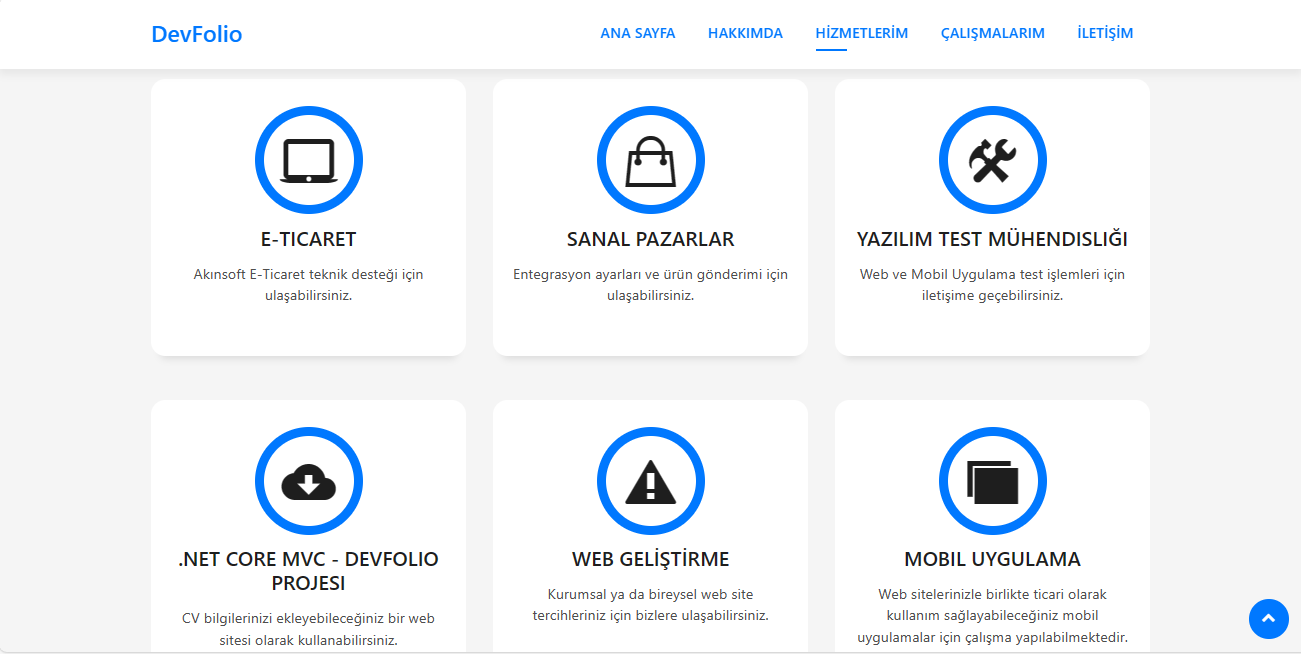 DevFolio
ANA SAYFA
HAKKIMDA
HİZMETLERİM
ÇALIŞMALARIM
İLETİŞİM
E-TICARET
Akınsoft E-Ticaret teknik desteği için
ulaşabilirsiniz.
SANAL PAZARLAR
Entegrasyon ayarları ve ürün gönderimi için
ulaşabilirsiniz.
YAZILIM TEST MÜHENDISLIĞI
Web ve Mobil Uygulama test işlemleri için
iletişime geçebilirsiniz.
.NET CORE MVC - DEVFOLIO
PROJESI
CV bilgilerinizi ekleyebileceğiniz bir web
sitesi olarak kullanabilirsiniz.
WEB GELİŞTİRME
Kurumsal ya da bireysel web site
tercihleriniz için bizlere ulaşabilirsiniz.
MOBIL UYGULAMA
Web sitelerinizle birlikte ticari olarak
kullanım sağlayabileceğiniz mobil
uygulamalar için çalışma yapılabilmektedir.